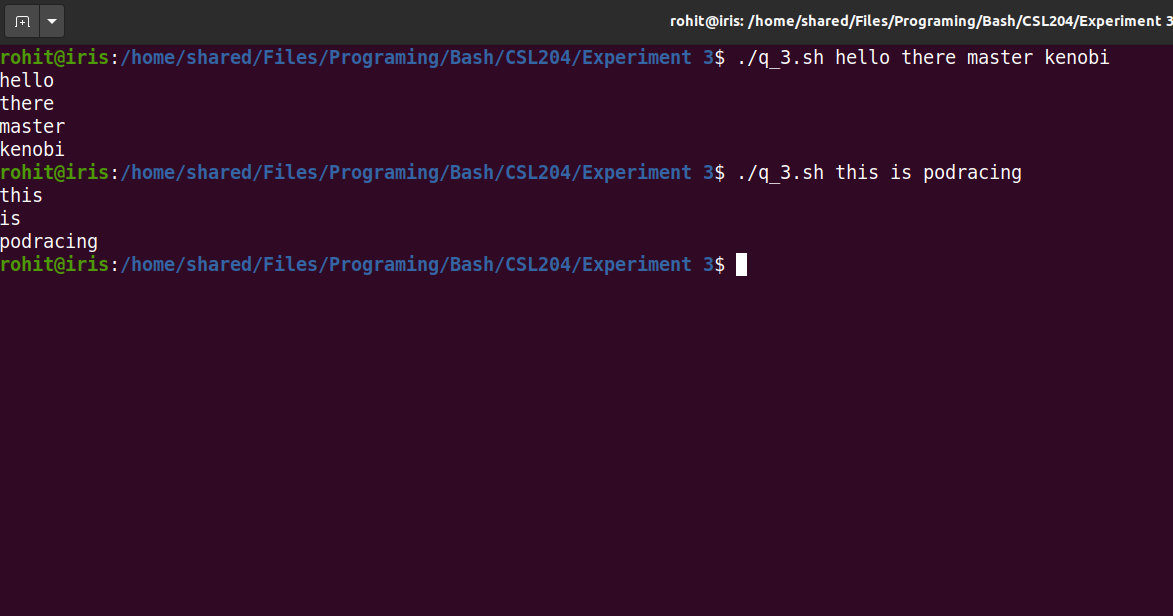 rohit@iris: /home/shared/Files/Programing/Bash/CSL204/Experiment 3
rohit@iris:/home/shared/Files/Programing/Bash/CSL204/Experiment 3$ ./q_3.sh hello there master kenobi
hello
there
master
kenobi
rohit@iris:/home/shared/Files/Programing/Bash/CSL204/Experiment 3$ ./q_3.sh this is podracing
this
is
podracing
rohit@iris:/home/shared/Files/Programing/Bash/CSL204/Experiment 3$